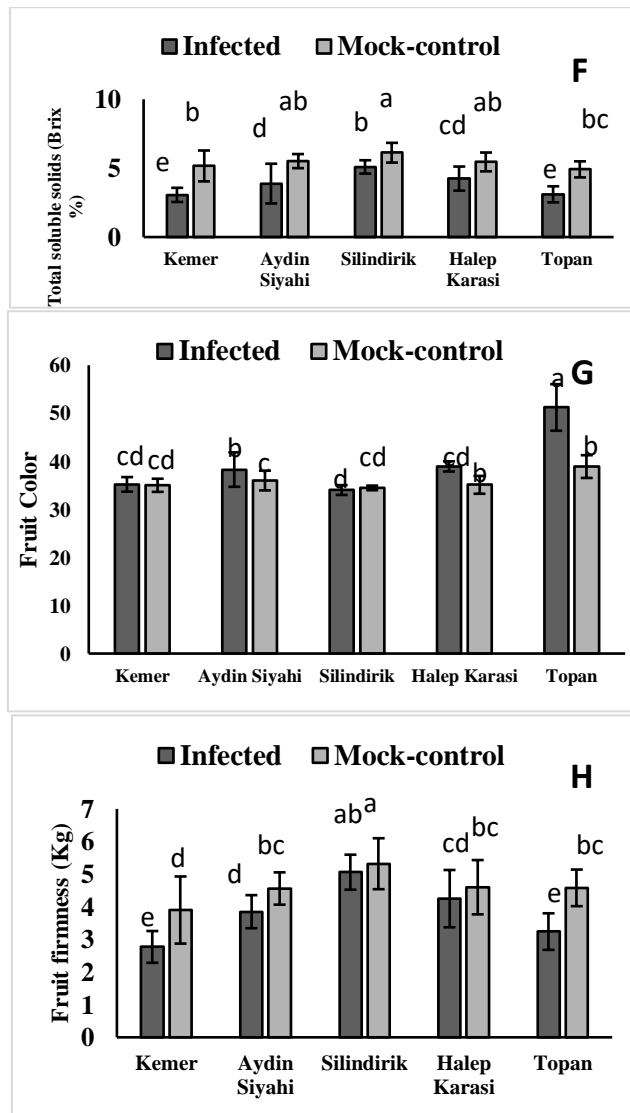 Infected Mock-control
F
Total soluble solids (Brix
%)
10
5
0
e b d ab b a cd ab e bc
Kemer Aydin Siyahi Silindirik Halep Karasi Topan
Infected Mock-control
G
Fruit Color
60
50
40
30
20
10
0
cd cd b c d cd cd b a b
Kemer Aydin Siyahi Silindirik Halep Karasi Topan
Infected Mock-control
H
Fruit firmness (Kg)
7
6
5
4
3
2
1
0
e d d bc ab a cd bc e bc
Kemer Aydin Siyahi Silindirik Halep Karasi Topan